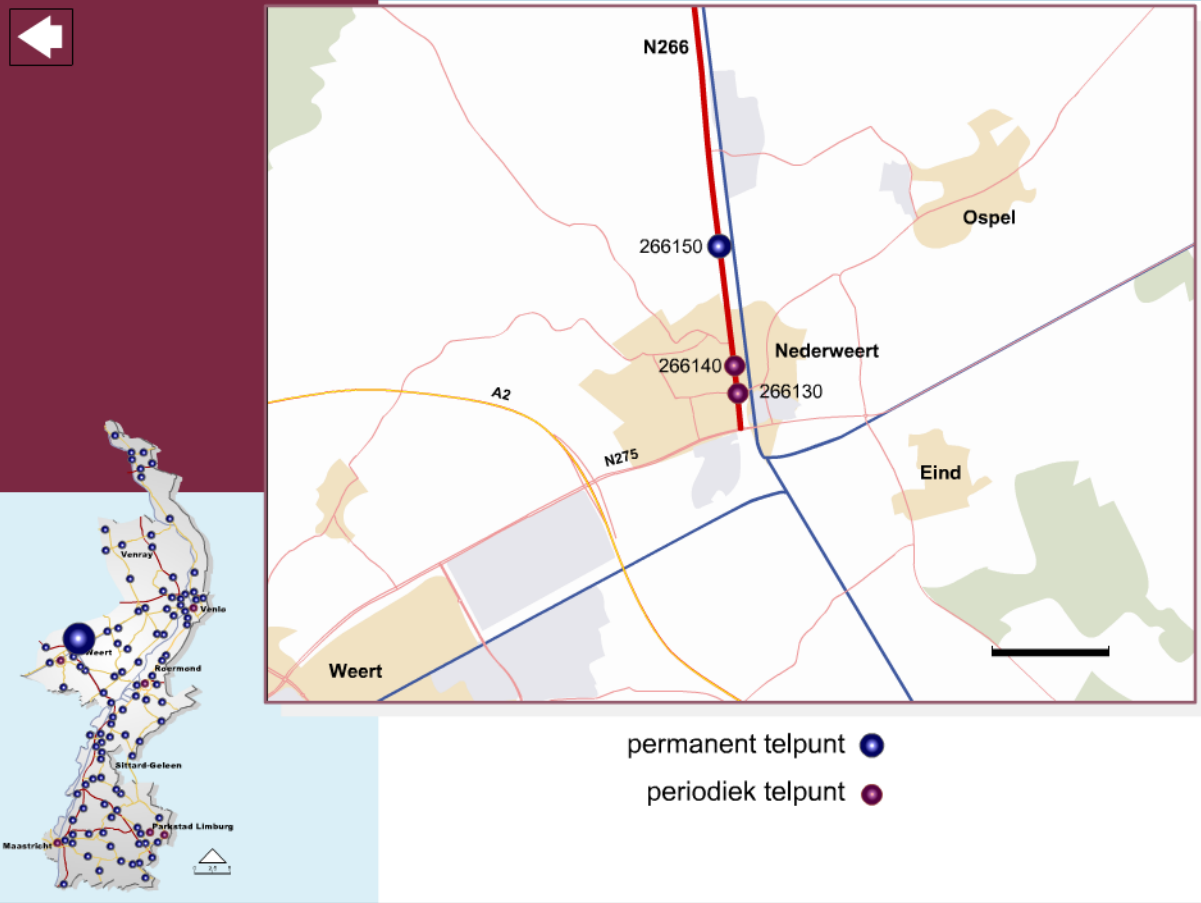 N266
266150
Ospel
Nederweert
266140
266130
A2
N275
Eind
Weert
Venray
Venlo
Weert
Roermond
Sittard-Geleen
Parkstad Limburg
Maastricht
permanent telpunt
periodiek telpunt